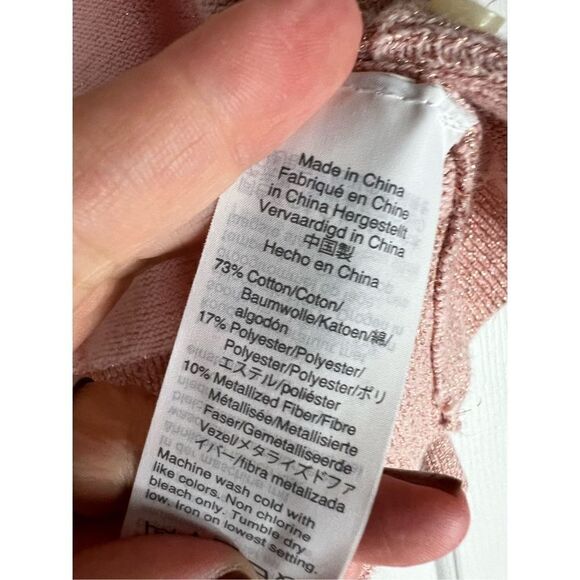 Made in China
Fabriqué en Chine
in China Hergestellt
Vervaardigd in China
中国製
Hecho en China
73% Cotton/Coton/
Baumwolle/Katoen/綿/
algodón
17% Polyester/Polyester/
Polyester/Polyester/ポリ
エステル/poliéster
10% Metallized Fiber/Fibre
Métallisée/Metallisierte
Faser/Gemetalliseerde
Vezel/メタライズドファ
イバー/fibra metalizada
Machine wash cold with
like colors. Non chlorine
bleach only. Tumble dry
low. Iron on lowest setting.